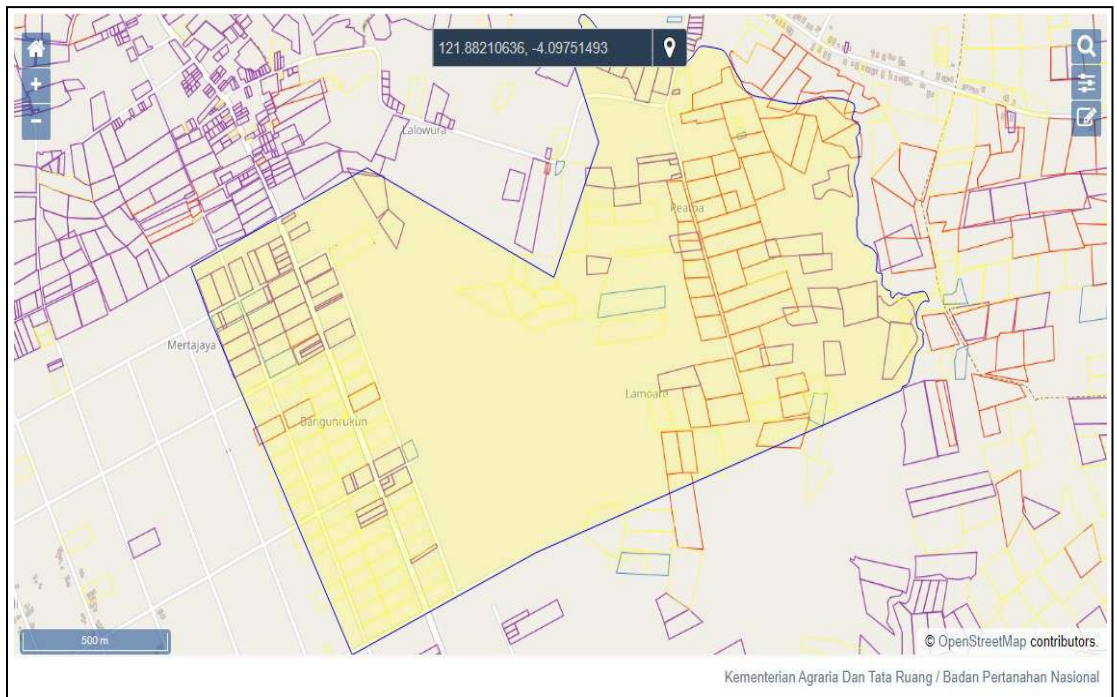 121.88210636, -4.09751493
+
−
Lalowura
Mertajaya
Bangunrukun
Lamoare
500 m
© OpenStreetMap contributors.
Kementerian Agraria Dan Tata Ruang / Badan Pertanahan Nasional